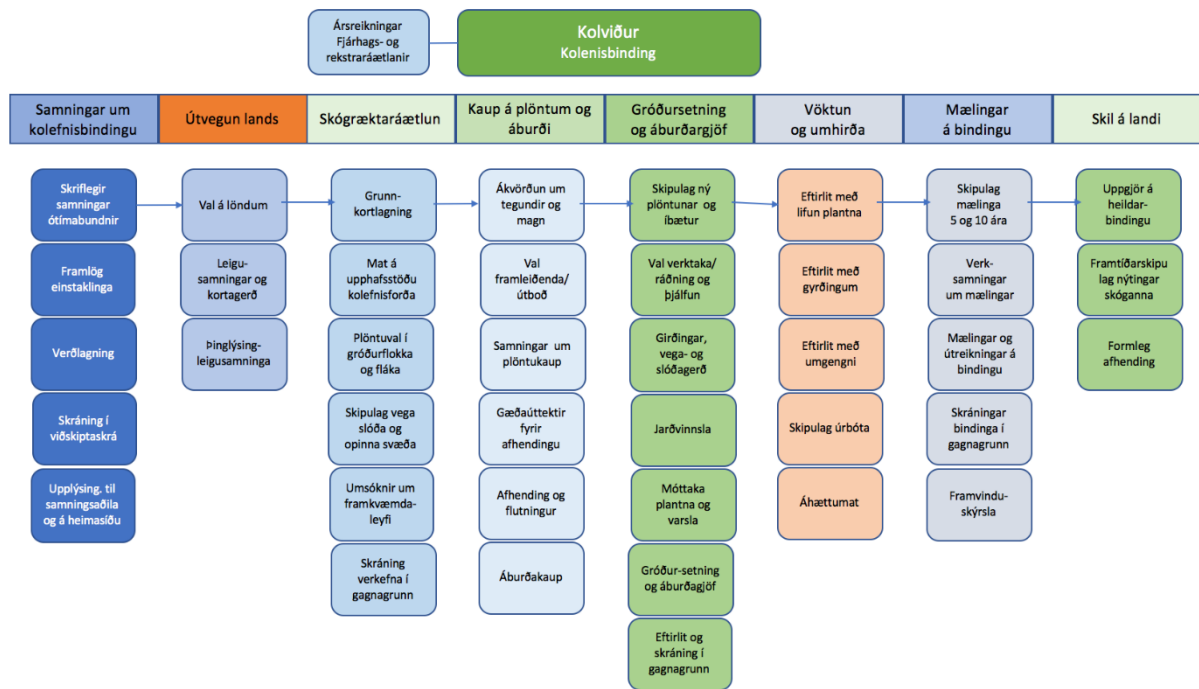 Ársreikningar
Fjárhags- og
rekstraráætlanir
Kolviður
Kolenisbinding
Samningar um
kolefnisbindingu
Útvegun lands
Skógræktaráætlun
Kaup á plöntum og
áburði
Gróðursetning
og áburðargjöf
Vöktun
og umhirða
Mælingar
á bindingu
Skil á landi
Skriflegir
samningar
ótímabundnir
Framlög
einstaklinga
Verðlagning
Skráning í
viðskiptaskrá
Upplýsing. til
samningsaðila
og á heimasíðu
Val á löndum
Leigu-
samningar og
kortagerð
Þinglýsing-
leigusamninga
Grunn-
kortlagning
Mat á
upphafsstöðu
kolefnisforða
Plöntuval í
gróðurflokka
og fláka
Skipulag vega
slóða og
opinna svæða
Umsóknir um
framkvæmda-
leyfi
Skráning
verkefna í
gagnagrunn
Ákvörðun um
tegundir og
magn
Val
framleiðenda/
útboð
Samningar um
plöntukaup
Gæðaúttektir
fyrir
afhendingu
Afhending og
flutningur
Áburðakaup
Skipulag ný
plöntunar og
íbætur
Val verktaka/
ráðning og
þjálfun
Girðingar,
vega- og
slóðagerð
Jarðvinnsla
Móttaka
plantna og
varsla
Gróður-setning
og áburðagjöf
Eftirlit og
skráning í
gagnagrunn
Eftirlit með
lifun plantna
Eftirlit með
gyrðingum
Eftirlit með
umgengni
Skipulag úrbóta
Áhættumat
Skipulag
mælinga
5 og 10 ára
Verk-
samningar
um mælingar
Mælingar og
útreikningar á
bindingu
Skráningar
bindinga í
gagnagrunn
Framvindu-
skýrsla
Uppgjör á
heildar-
bindingu
Framtíðarskipu
lag nýtingar
skóganna
Formleg
afhending